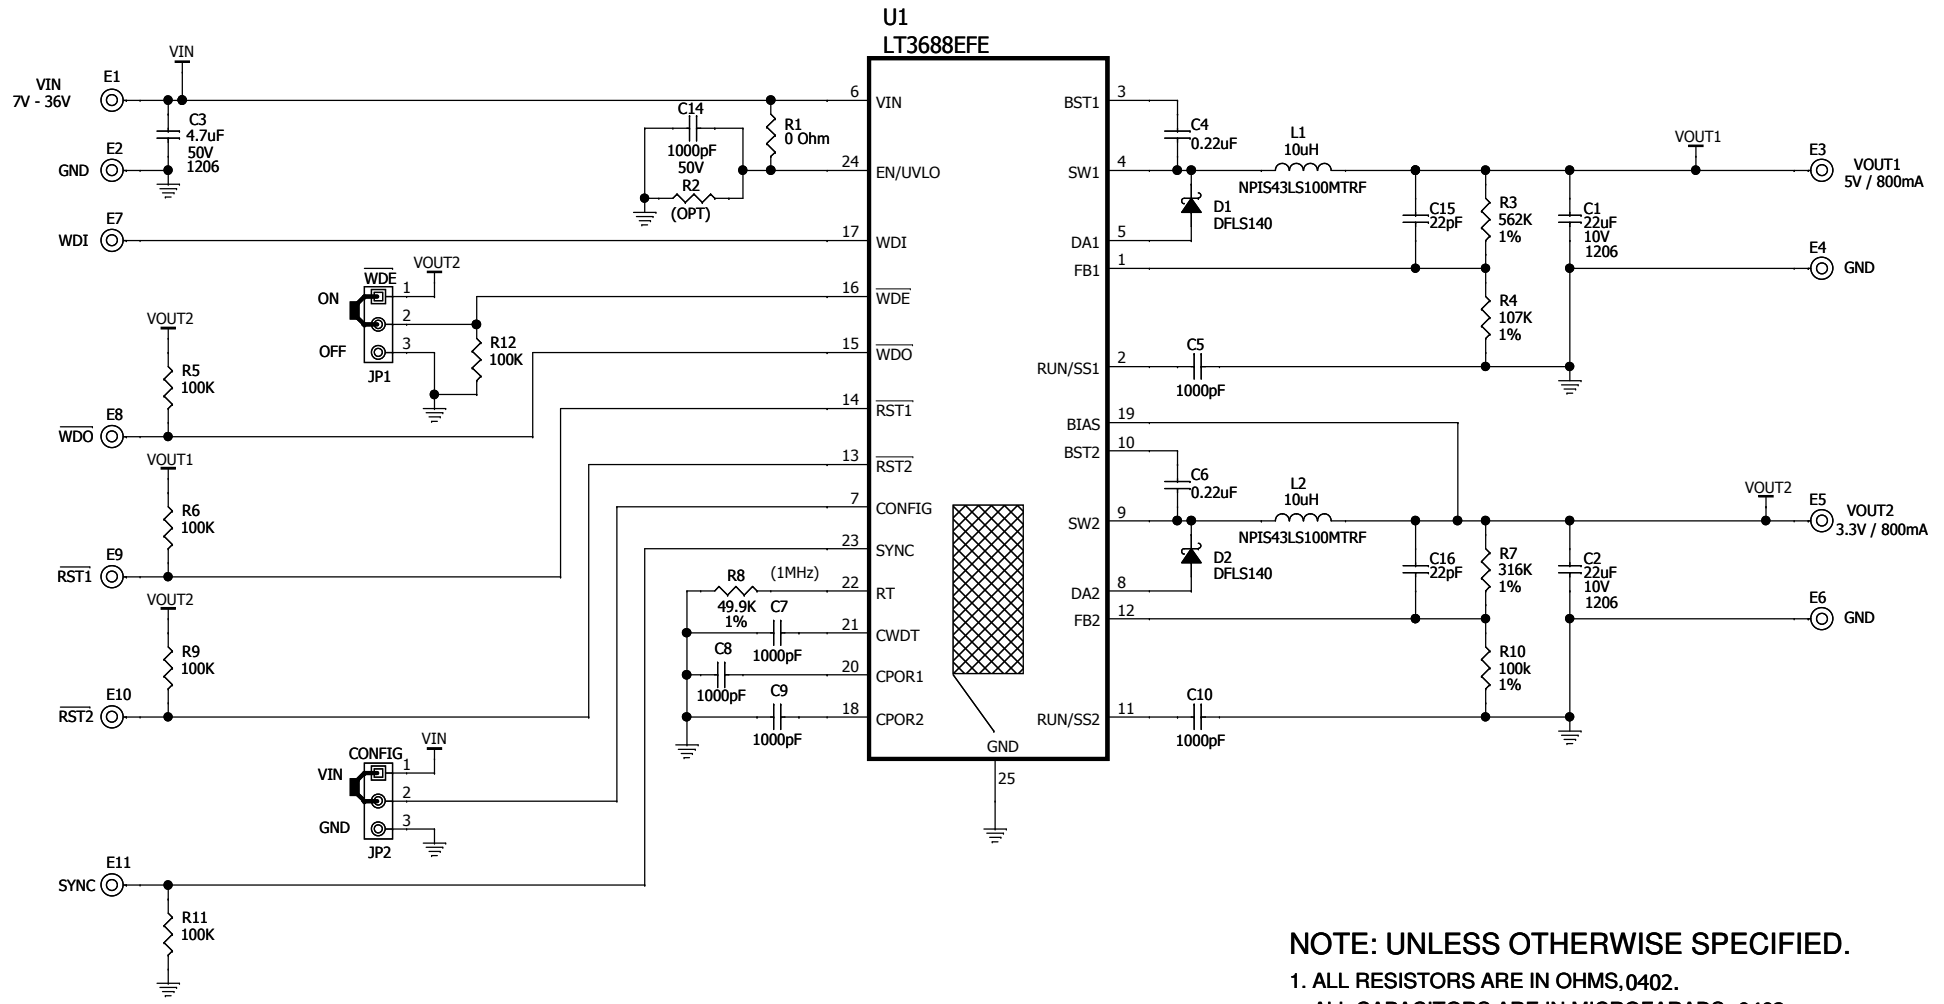 U1
LT3688EFE
VIN
VIN
7V - 36V
E1
C3
4.7uF
50V
1206
E2
GND
E7
WDI
C14
1000pF
50V
R2
(OPT)
R1
0 Ohm
6 VIN
24 EN/UVLO
17 WDI
16 WDE
15 WDO
14 RST1
13 RST2
7 CONFIG
23 SYNC
22 RT
21 CWDT
20 CPOR1
18 CPOR2
GND
25
BST1 3
SW1 4
DA1 5
FB1 1
RUN/SS1 2
BIAS 19
BST2 10
SW2 9
DA2 8
FB2 12
RUN/SS2 11
WDE
VOUT2
ON
1
2
OFF
3
JP1
R12
100K
VOUT2
R5
100K
E8
WDO
VOUT1
R6
100K
E9
RST1
VOUT2
R9
100K
E10
RST2
CONFIG
VIN
VIN
1
2
GND
3
JP2
E11
SYNC
R11
100K
R8
(1MHz)
49.9K
1%
C7
1000pF
C8
1000pF
C9
1000pF
C4
0.22uF
L1
10uH
NPIS43LS100MTRF
D1
DFLS140
C15
22pF
R3
562K
1%
C1
22uF
10V
1206
VOUT1
E3
VOUT1
5V / 800mA
E4
GND
R4
107K
1%
C5
1000pF
C6
0.22uF
L2
10uH
NPIS43LS100MTRF
D2
DFLS140
C16
22pF
R7
316K
1%
C2
22uF
10V
1206
VOUT2
E5
VOUT2
3.3V / 800mA
E6
GND
R10
100k
1%
C10
1000pF
NOTE: UNLESS OTHERWISE SPECIFIED.
1. ALL RESISTORS ARE IN OHMS,0402.
ALL CAPACITORS ARE IN MICROFARADS, 0402.